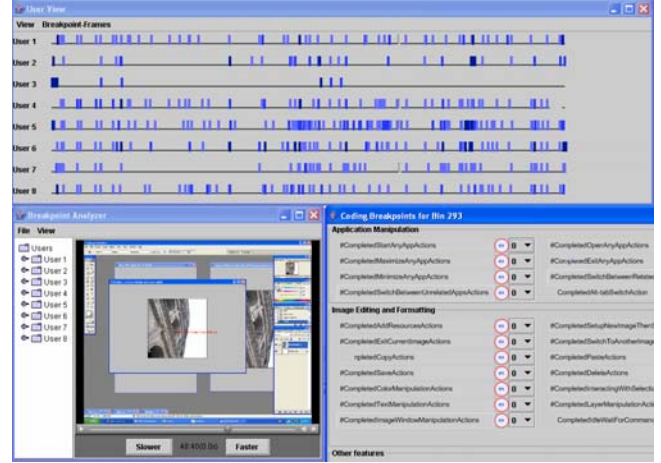 User View
View Breakpoint-Frames
User 1
User 2
User 3
User 4
User 5
User 6
User 7
User 8
Breakpoint Analyzer
File View
Users
User 1
User 2
User 3
User 4
User 5
User 6
User 7
User 8
Slower Faster
Coding Breakpoints for Bin 293
Application Manipulation
#CompletedStartAnyAppActions 0 #CompletedOpenAnyAppActions
#CompletedMaximizeAnyAppActions 0 #CompletedExitAnyAppActions
#CompletedMinimizeAnyAppActions 0 #CompletedSwitchBetweenRelated
#CompletedSwitchBetweenUnrelatedAppsActions 0 CompletedAlt-tabSwitchAction
Image Editing and Formatting
#CompletedAddResourcesActions 0 #CompletedSetupNewImageThen
#CompletedExitCurrentImageActions 0 #CompletedSwitchToAnotherImage
npletedCopyActions 0 #CompletedPasteActions
#CompletedSaveActions 0 #CompletedDeleteActions
#CompletedColorManipulationActions 0 #CompletedInteractingWithSelecti
#CompletedTextManipulationActions 0 #CompletedLayerManipulationActi
#CompletedImageWindowManipulationActions 0 CompletedIdleWaitForComman
Other features